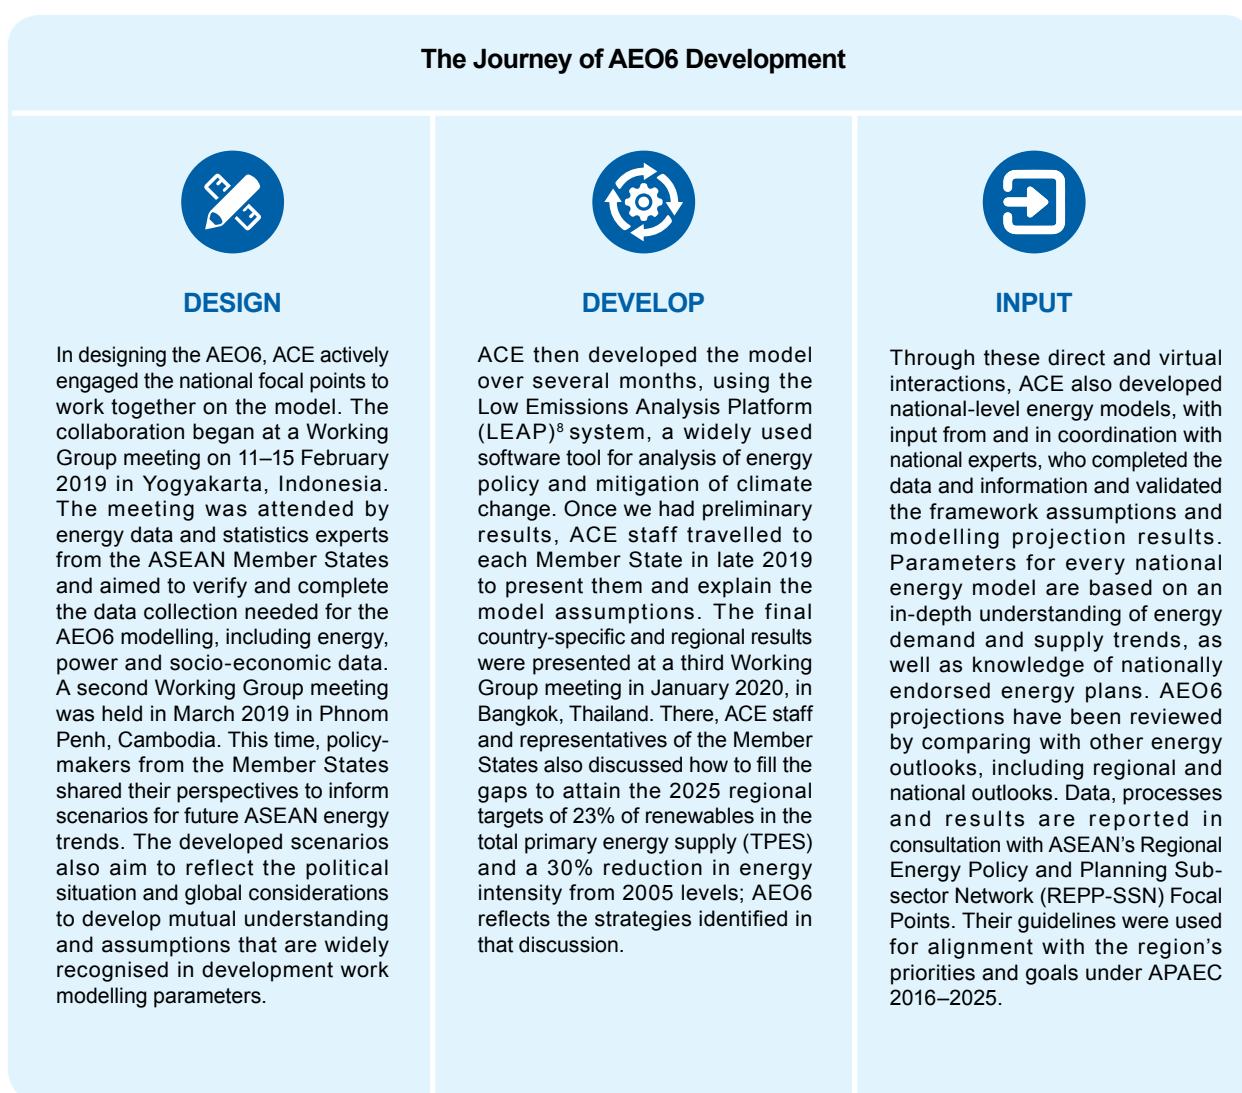 The Journey of AEO6 Development
DESIGN
In designing the AEO6, ACE actively
engaged the national focal points to
work together on the model. The
collaboration began at a Working
Group meeting on 11–15 February
2019 in Yogyakarta, Indonesia.
The meeting was attended by
energy data and statistics experts
from the ASEAN Member States
and aimed to verify and complete
the data collection needed for the
AEO6 modelling, including energy,
power and socio-economic data.
A second Working Group meeting
was held in March 2019 in Phnom
Penh, Cambodia. This time, policy-
makers from the Member States
shared their perspectives to inform
scenarios for future ASEAN energy
trends. The developed scenarios
also aim to reflect the political
situation and global considerations
to develop mutual understanding
and assumptions that are widely
recognised in development work
modelling parameters.
DEVELOP
ACE then developed the model
over several months, using the
Low Emissions Analysis Platform
(LEAP)⁸ system, a widely used
software tool for analysis of energy
policy and mitigation of climate
change. Once we had preliminary
results, ACE staff travelled to
each Member State in late 2019
to present them and explain the
model assumptions. The final
country-specific and regional results
were presented at a third Working
Group meeting in January 2020, in
Bangkok, Thailand. There, ACE staff
and representatives of the Member
States also discussed how to fill the
gaps to attain the 2025 regional
targets of 23% of renewables in the
total primary energy supply (TPES)
and a 30% reduction in energy
intensity from 2005 levels; AEO6
reflects the strategies identified in
that discussion.
INPUT
Through these direct and virtual
interactions, ACE also developed
national-level energy models, with
input from and in coordination with
national experts, who completed the
data and information and validated
the framework assumptions and
modelling projection results.
Parameters for every national
energy model are based on an
in-depth understanding of energy
demand and supply trends, as
well as knowledge of nationally
endorsed energy plans. AEO6
projections have been reviewed
by comparing with other energy
outlooks, including regional and
national outlooks. Data, processes
and results are reported in
consultation with ASEAN's Regional
Energy Policy and Planning Sub-
sector Network (REPP-SSN) Focal
Points. Their guidelines were used
for alignment with the region's
priorities and goals under APAEC
2016–2025.